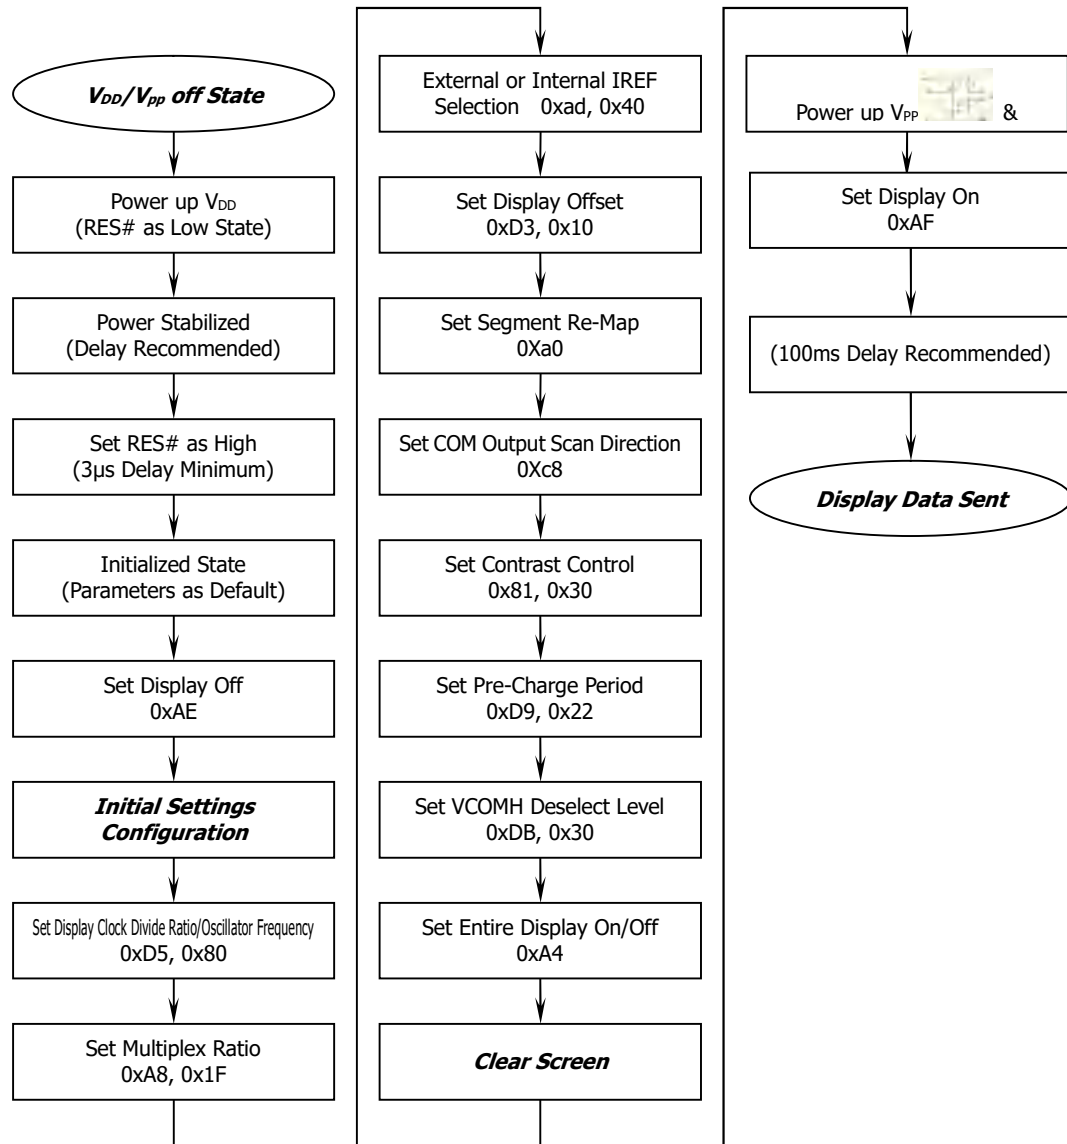 V_DD/V_pp off State
Power up V_DD
(RES# as Low State)
Power Stabilized
(Delay Recommended)
Set RES# as High
(3μs Delay Minimum)
Initialized State
(Parameters as Default)
Set Display Off
0xAE
Initial Settings
Configuration
Set Display Clock Divide Ratio/Oscillator Frequency
0xD5, 0x80
Set Multiplex Ratio
0xA8, 0x1F
External or Internal IREF
Selection 0xad, 0x40
Set Display Offset
0xD3, 0x10
Set Segment Re-Map
0Xa0
Set COM Output Scan Direction
0Xc8
Set Contrast Control
0x81, 0x30
Set Pre-Charge Period
0xD9, 0x22
Set VCOMH Deselect Level
0xDB, 0x30
Set Entire Display On/Off
0xA4
Clear Screen
Power up V_PP &
Set Display On
0xAF
(100ms Delay Recommended)
Display Data Sent